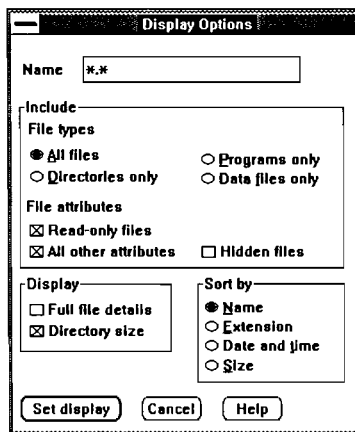 Display Options
Name *.*
Include
File types
All files
Programs only
Directories only
Data files only
File attributes
Read-only files
All other attributes
Hidden files
Display
Full file details
Directory size
Sort by
Name
Extension
Date and time
Size
Set display
Cancel
Help